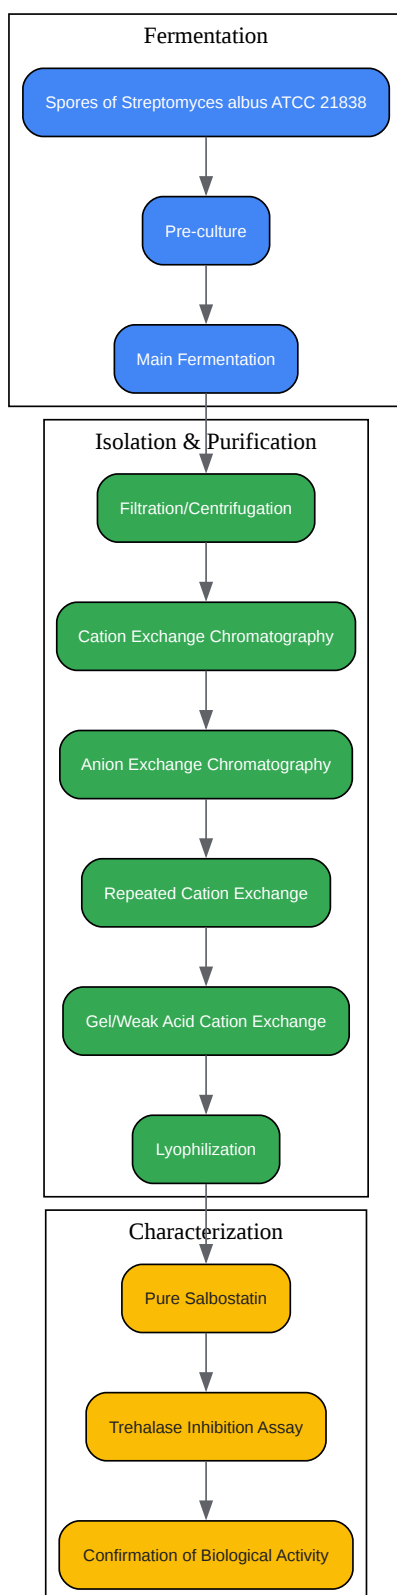 Fermentation
Spores of Streptomyces albus ATCC 21838
Pre-culture
Main Fermentation
Isolation & Purification
Filtration/Centrifugation
Cation Exchange Chromatography
Anion Exchange Chromatography
Repeated Cation Exchange
Gel/Weak Acid Cation Exchange
Lyophilization
Characterization
Pure Salbostatin
Trehalase Inhibition Assay
Confirmation of Biological Activity